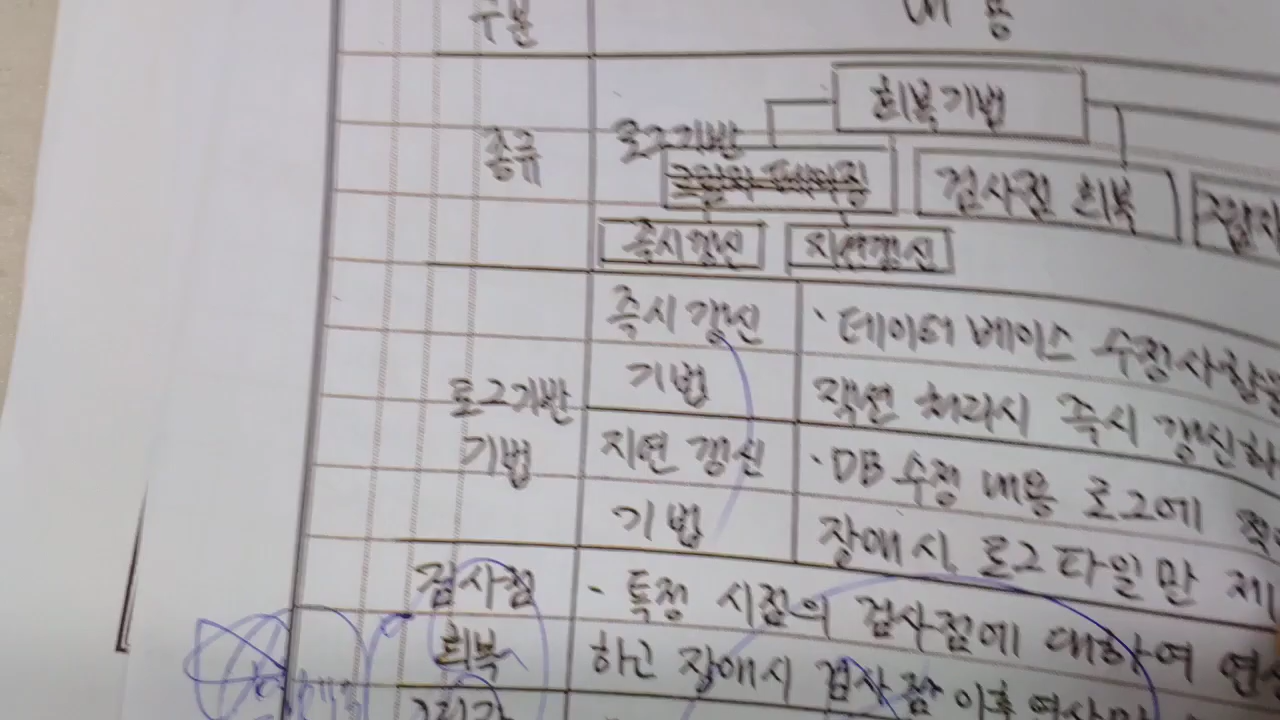 구분 내용
회복기법
종류 로그기반
검사점 회복
즉시갱신 지연갱신
즉시 갱신 · 데이터 베이스 수정사항을
기법 잭션 처리시 즉시 갱신하
로그기반
기법 지연 갱신 · DB 수정 내용 로그에
기법 장애시, 로그파일만 제
검사점 - 특정 시점의 검사점에 대하여 연
회복 하고 장애시 검사점 이후